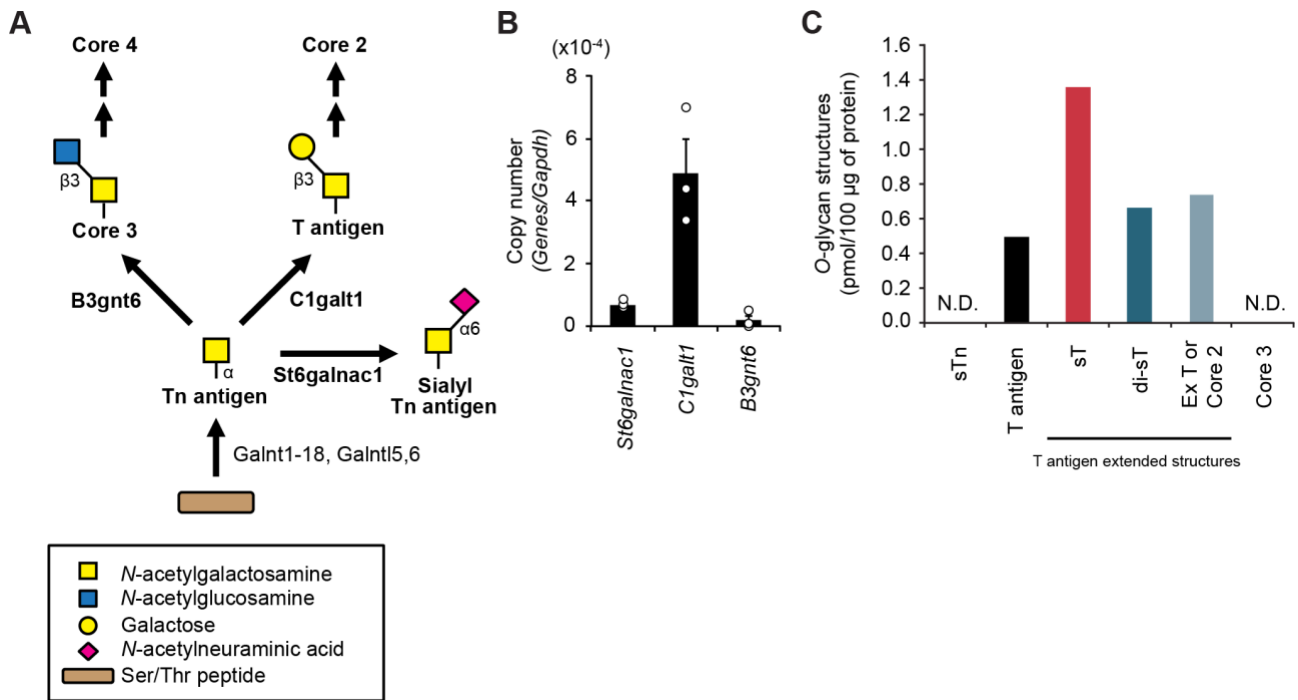 A
Core 4
Core 2
β3
β3
Core 3
T antigen
B3gnt6
C1galt1
α6
α
St6galnac1
Tn antigen
Sialyl
Tn antigen
Galnt1-18, Galntl5,6
N-acetylgalactosamine
N-acetylglucosamine
Galactose
N-acetylneuraminic acid
Ser/Thr peptide
B
(x10-4)
Copy number
(Genes/Gapdh)
8
6
4
2
0
St6galnac1
C1galt1
B3gnt6
C
O-glycan structures
(pmol/100 µg of protein)
1.6
1.4
1.2
1.0
0.8
0.6
0.4
0.2
0.0
N.D.
N.D.
sTn
T antigen
sT
di-sT
Ex T or
Core 2
Core 3
T antigen extended structures